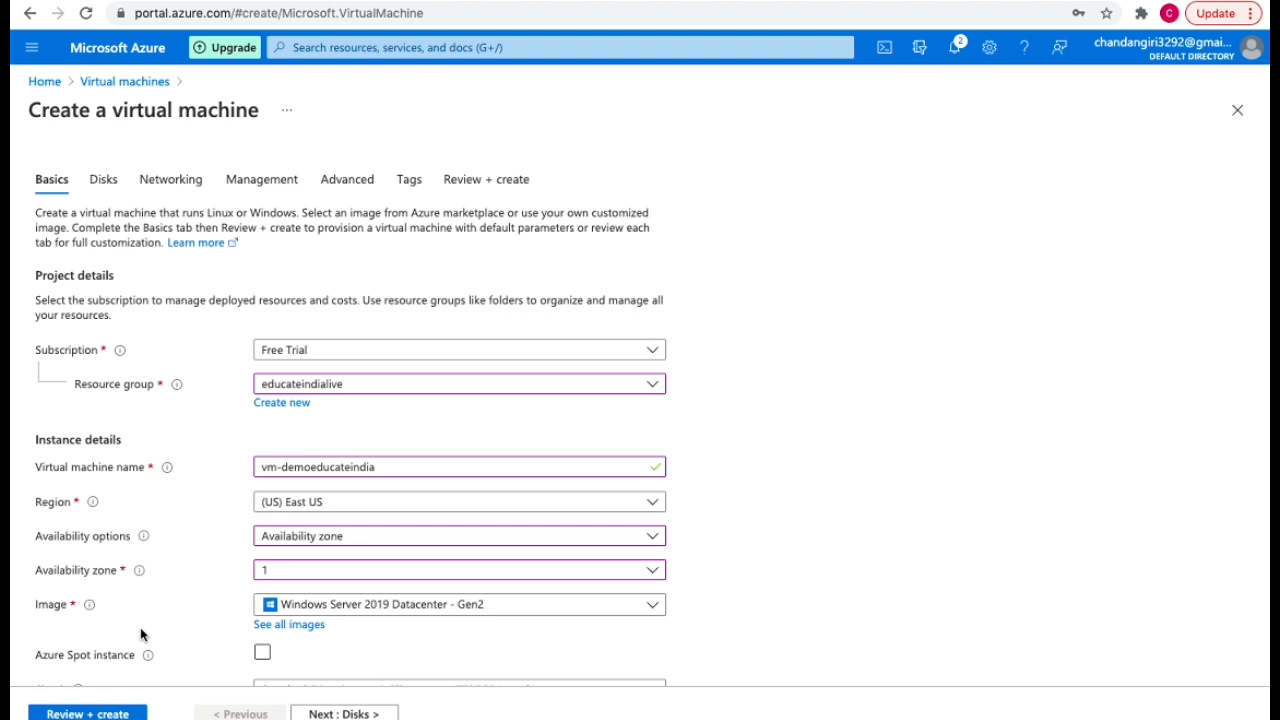 portal.azure.com/#create/Microsoft.VirtualMachine
C
Update
Microsoft Azure
Upgrade
Search resources, services, and docs (G+/)
2
chandangiri3292@gmai...
DEFAULT DIRECTORY
Home > Virtual machines >
Create a virtual machine ...
Basics Disks Networking Management Advanced Tags Review + create
Create a virtual machine that runs Linux or Windows. Select an image from Azure marketplace or use your own customized
image. Complete the Basics tab then Review + create to provision a virtual machine with default parameters or review each
tab for full customization. Learn more
Project details
Select the subscription to manage deployed resources and costs. Use resource groups like folders to organize and manage all
your resources.
Subscription * Free Trial
Resource group * educateindialive
Create new
Instance details
Virtual machine name * vm-demoeducateindia
Region * (US) East US
Availability options Availability zone
Availability zone * 1
Image * Windows Server 2019 Datacenter - Gen2
See all images
Azure Spot instance
Review + create < Previous Next : Disks >